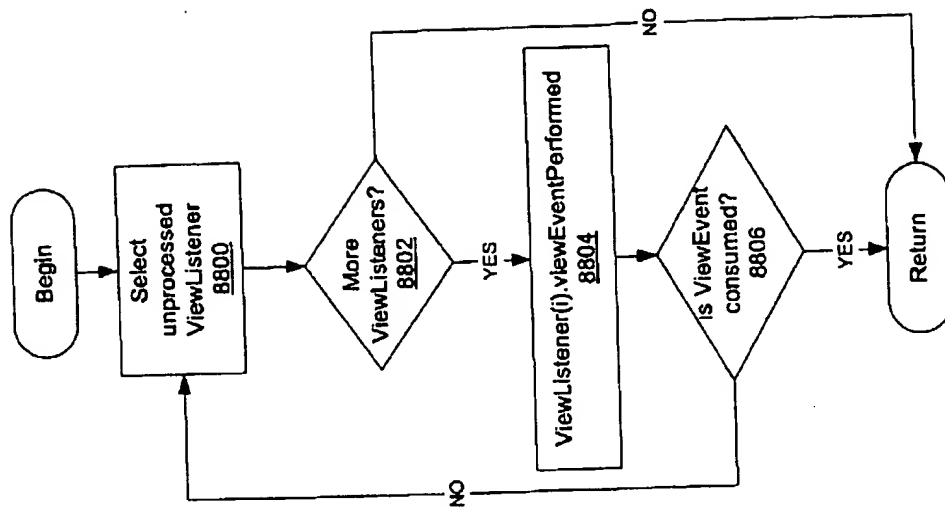 Begin
Select
unprocessed
ViewListener
8800
More
ViewListeners?
8802
NO
YES
ViewListener(i).viewEventPerformed
8804
Is ViewEvent
consumed?
8806
NO
YES
Return